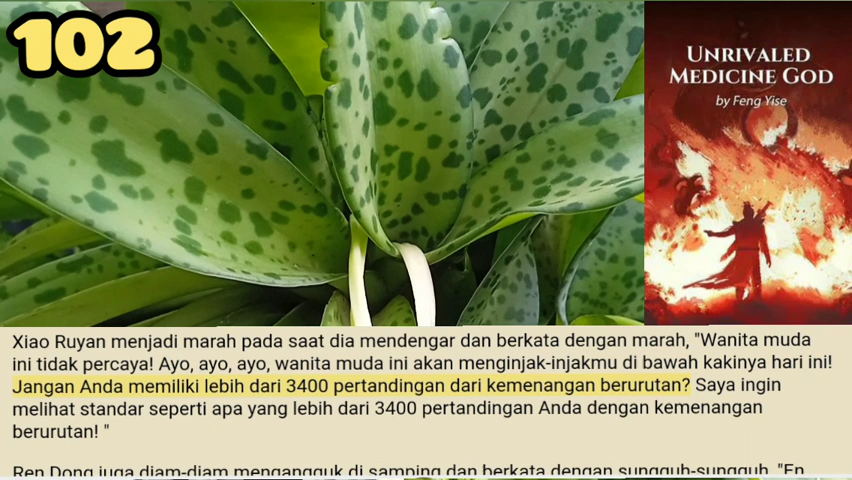 102
UNRIVALED
MEDICINE GOD
by Feng Yise
Xiao Ruyan menjadi marah pada saat dia mendengar dan berkata dengan marah, "Wanita muda
ini tidak percaya! Ayo, ayo, ayo, wanita muda ini akan menginjak-injakmu di bawah kakinya hari ini!
Jangan Anda memiliki lebih dari 3400 pertandingan dari kemenangan berurutan? Saya ingin
melihat standar seperti apa yang lebih dari 3400 pertandingan Anda dengan kemenangan
berurutan! "
Ren Dong juga diam-diam mengangguk di samping dan berkata dengan sungguh-sungguh, "En